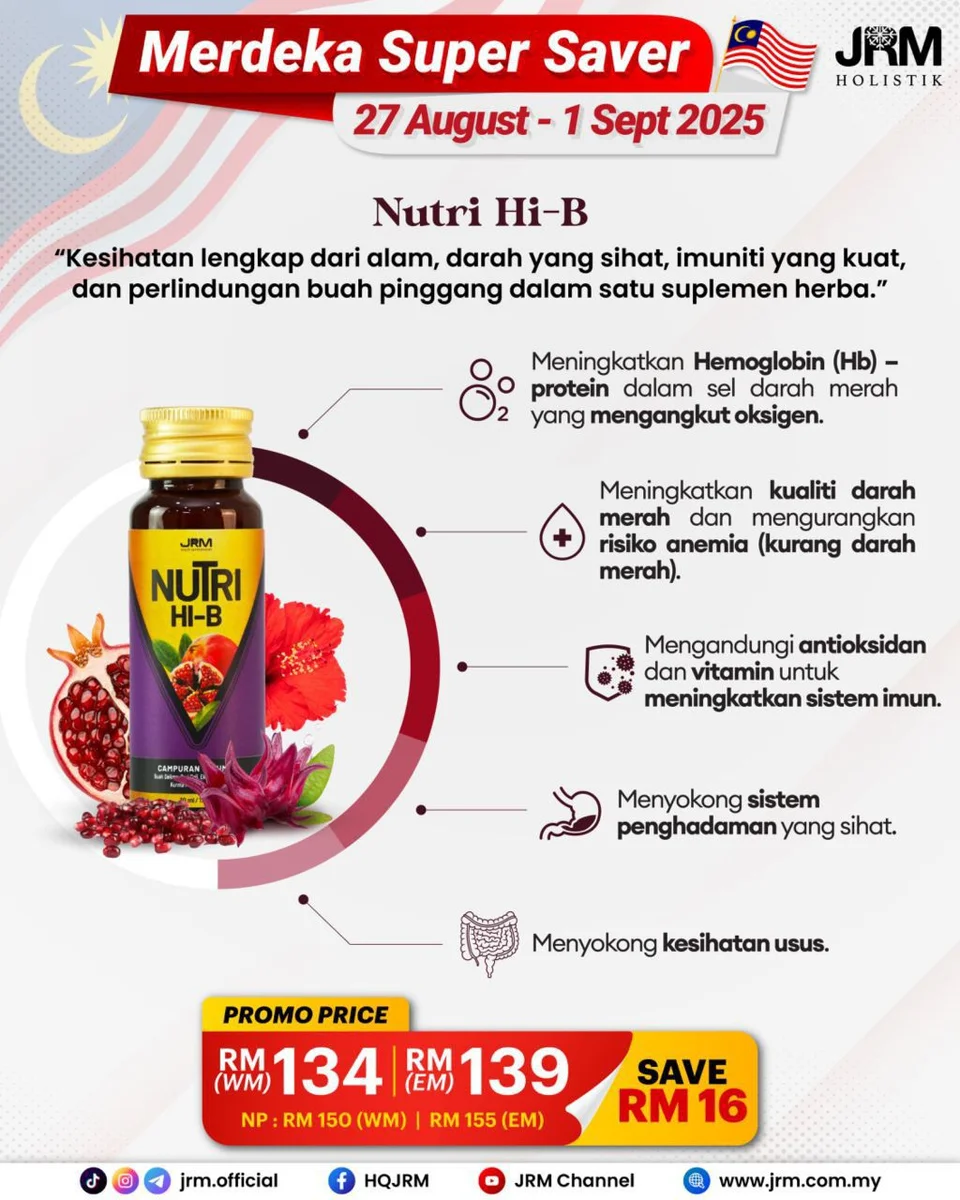 Merdeka Super Saver
JRM
HOLISTIK
27 August - 1 Sept 2025
Nutri Hi-B
“Kesihatan lengkap dari alam, darah yang sihat, imuniti yang kuat,
dan perlindungan buah pinggang dalam satu suplemen herba.”
Meningkatkan Hemoglobin (Hb) –
protein dalam sel darah merah
yang mengangkut oksigen.
2
Meningkatkan kualiti darah
merah dan mengurangkan
risiko anemia (kurang darah
merah).
Mengandungi antioksidan
dan vitamin untuk
meningkatkan sistem imun.
Menyokong sistem
penghadaman yang sihat.
Menyokong kesihatan usus.
JRM
NUTRI
HI-B
CAMPURAN
PROMO PRICE
RM (WM) 134 | RM (EM) 139
NP : RM 150 (WM) | RM 155 (EM)
SAVE
RM 16
jrm.official HQJRM JRM Channel www.jrm.com.my